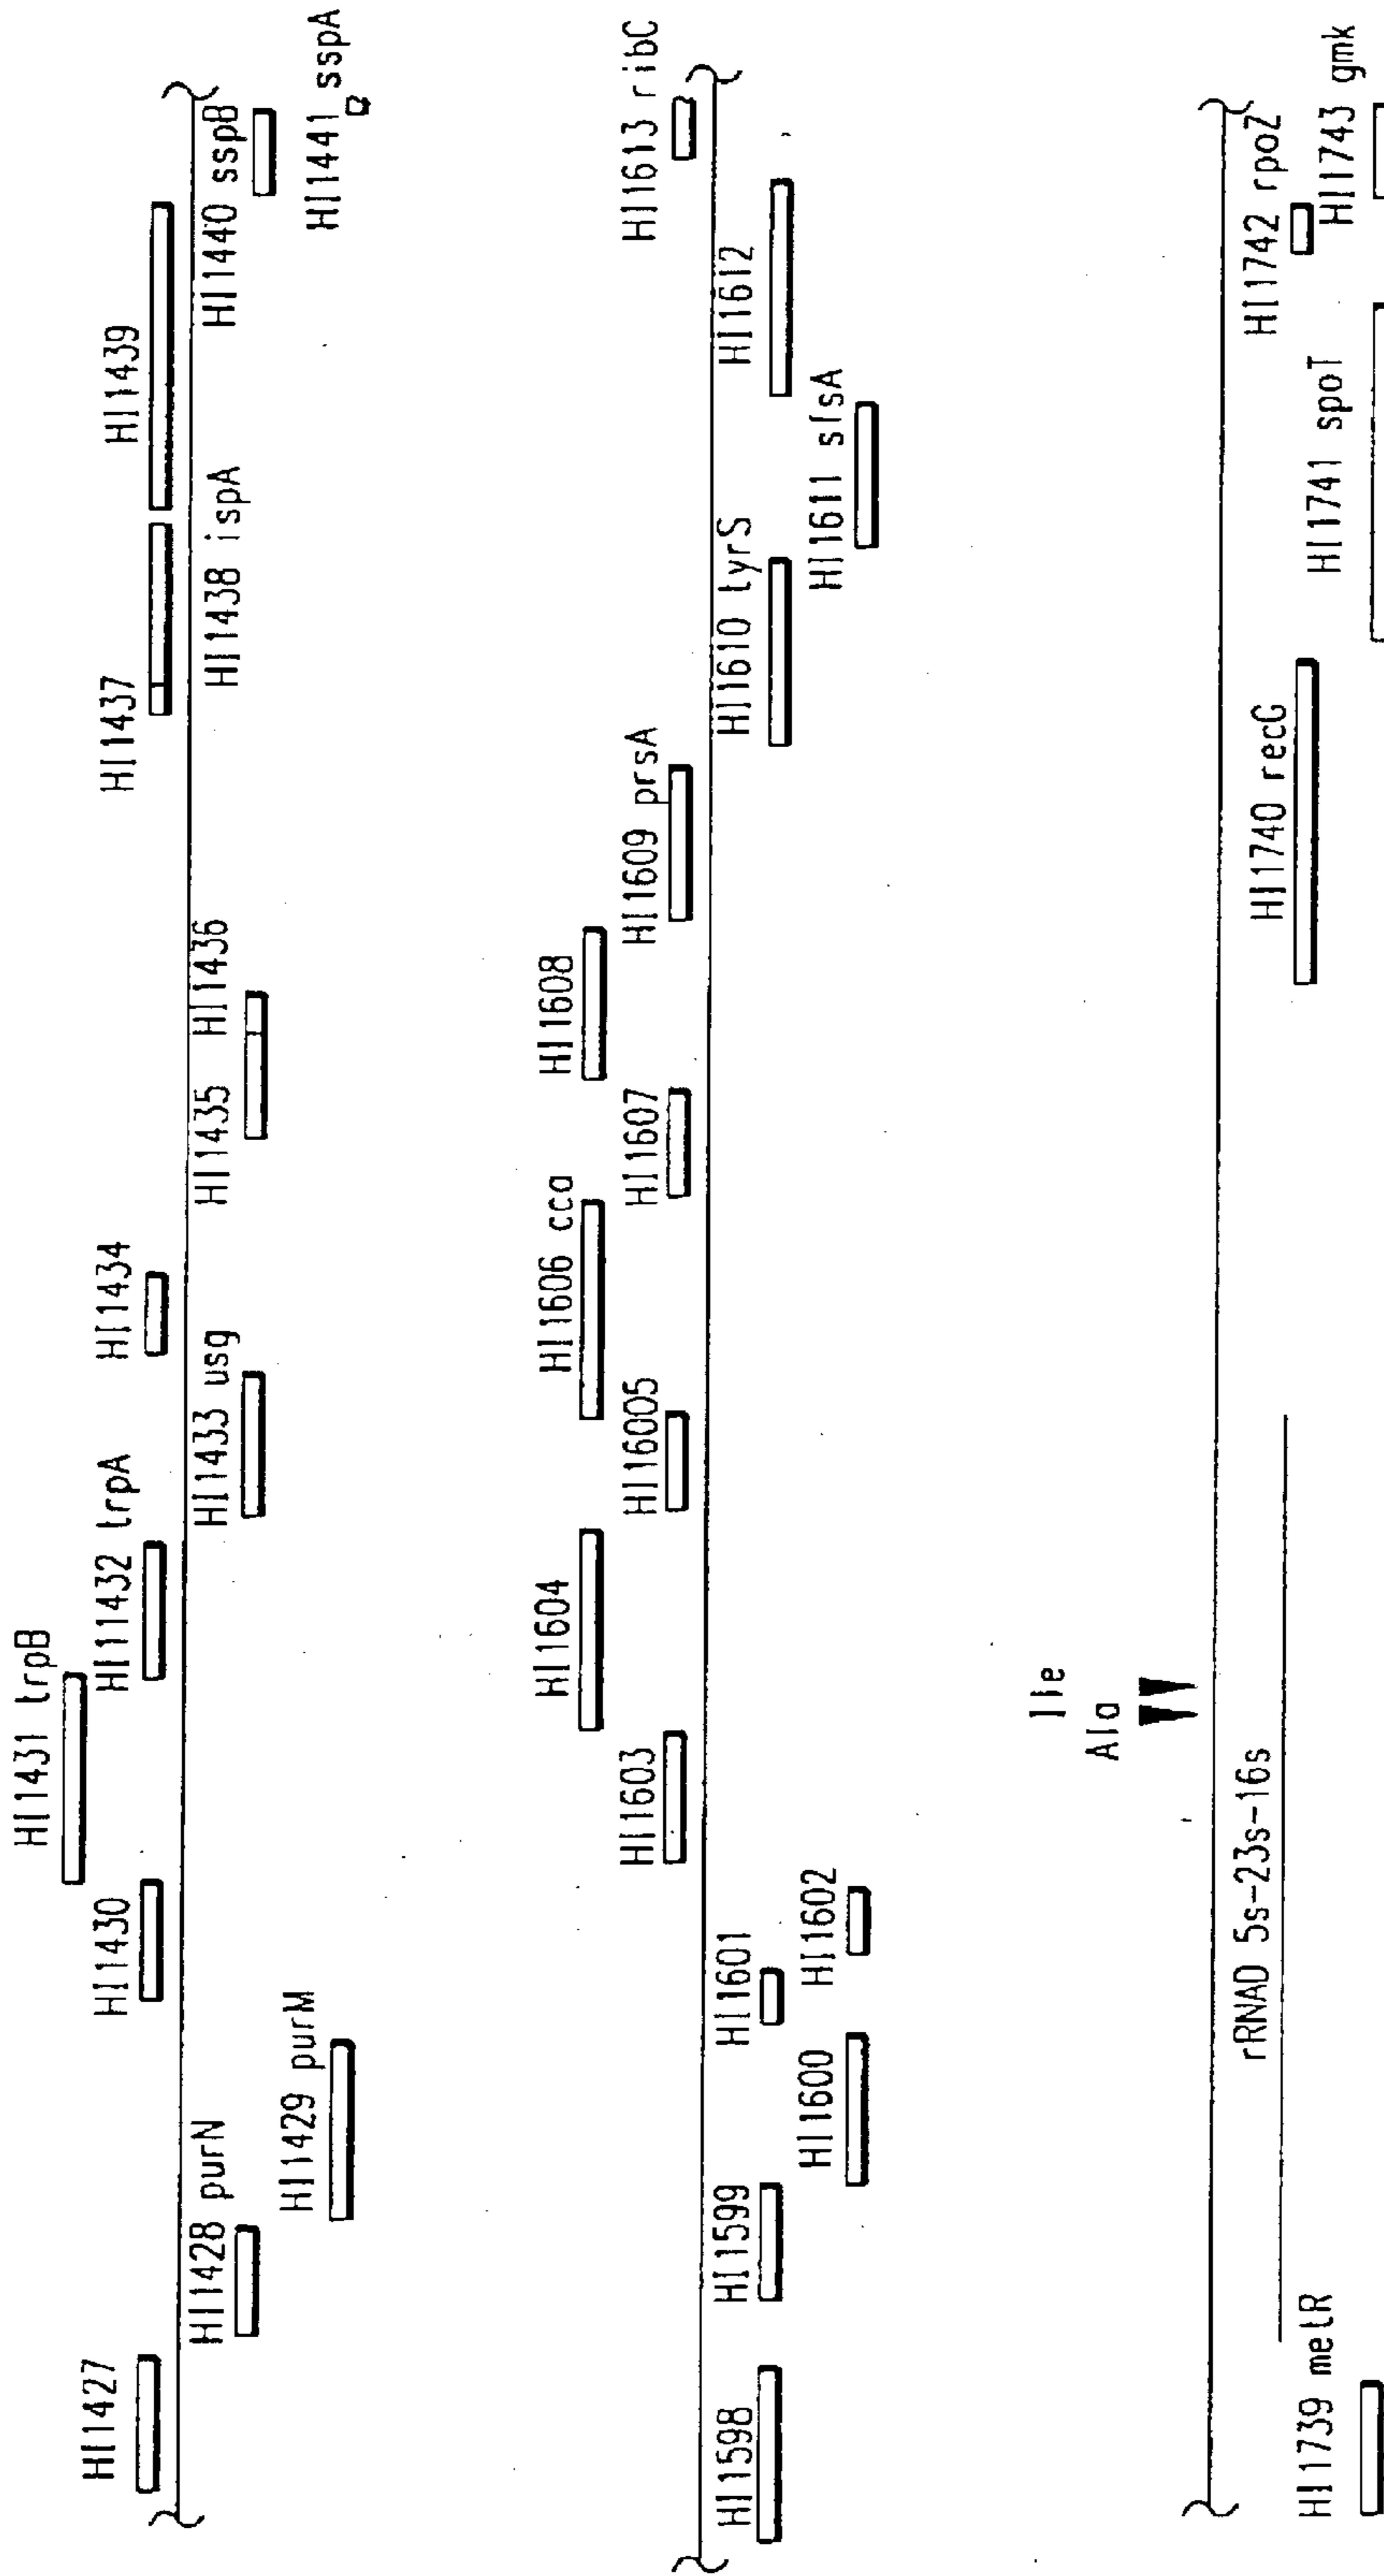 HI1427
HI1428 purN
HI1429 purM
HI1430
HI1431 trpB
HI1432 trpA
HI1433 usg
HI1434
HI1435
HI1436
HI1437
HI1438 ispA
HI1439
HI1440 sspB
HI1441 sspA
HI1598
HI1599
HI1600
HI1601
HI1602
HI1603
HI1604
HI16005
HI1606 cca
HI1607
HI1608
HI1609 prsA
HI1610 tyrS
HI1611 sfsA
HI1612
HI1613 ribC
HI1739 metR
rRNAD 5s-23s-16s
Ala
Ile
HI1740 recG
HI1741 spoT
HI1742 rpoZ
HI1743 gmk